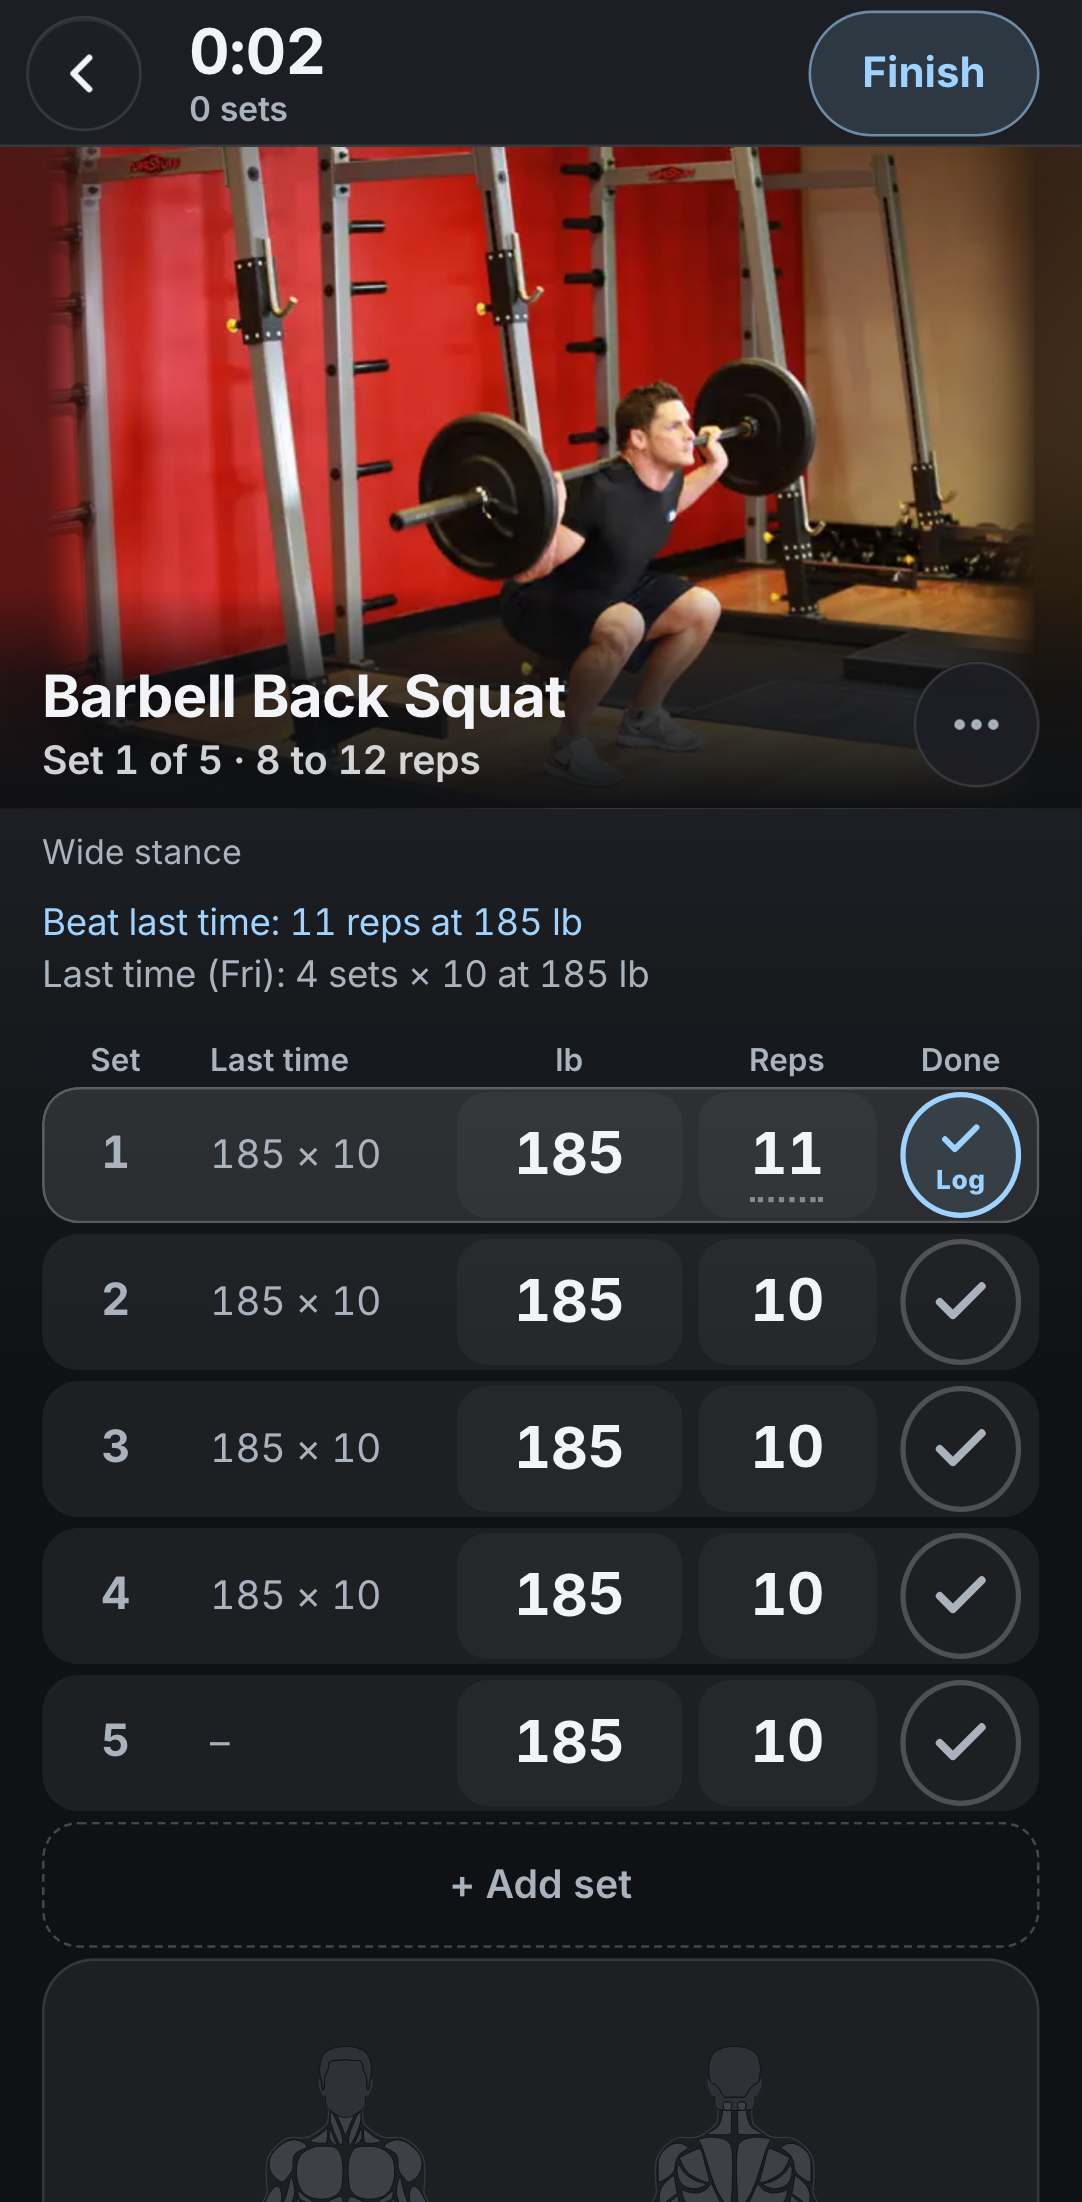 0:02
0 sets
Finish
Barbell Back Squat
Set 1 of 5 · 8 to 12 reps
Wide stance
Beat last time: 11 reps at 185 lb
Last time (Fri): 4 sets × 10 at 185 lb
Set Last time lb Reps Done
1 185 × 10 185 11 Log
2 185 × 10 185 10
3 185 × 10 185 10
4 185 × 10 185 10
5 – 185 10
+ Add set